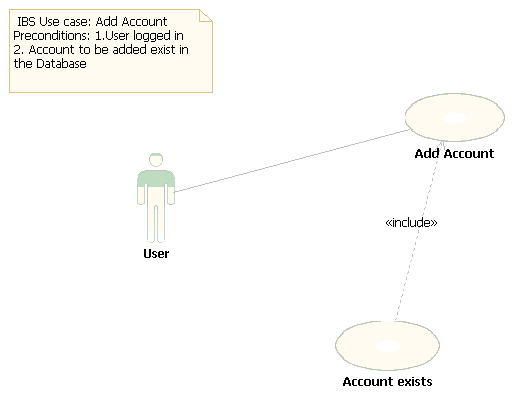 IBS Use case: Add Account
Preconditions: 1.User logged in
2. Account to be added exist in
the Database
Add Account
User
«include»
Account exists